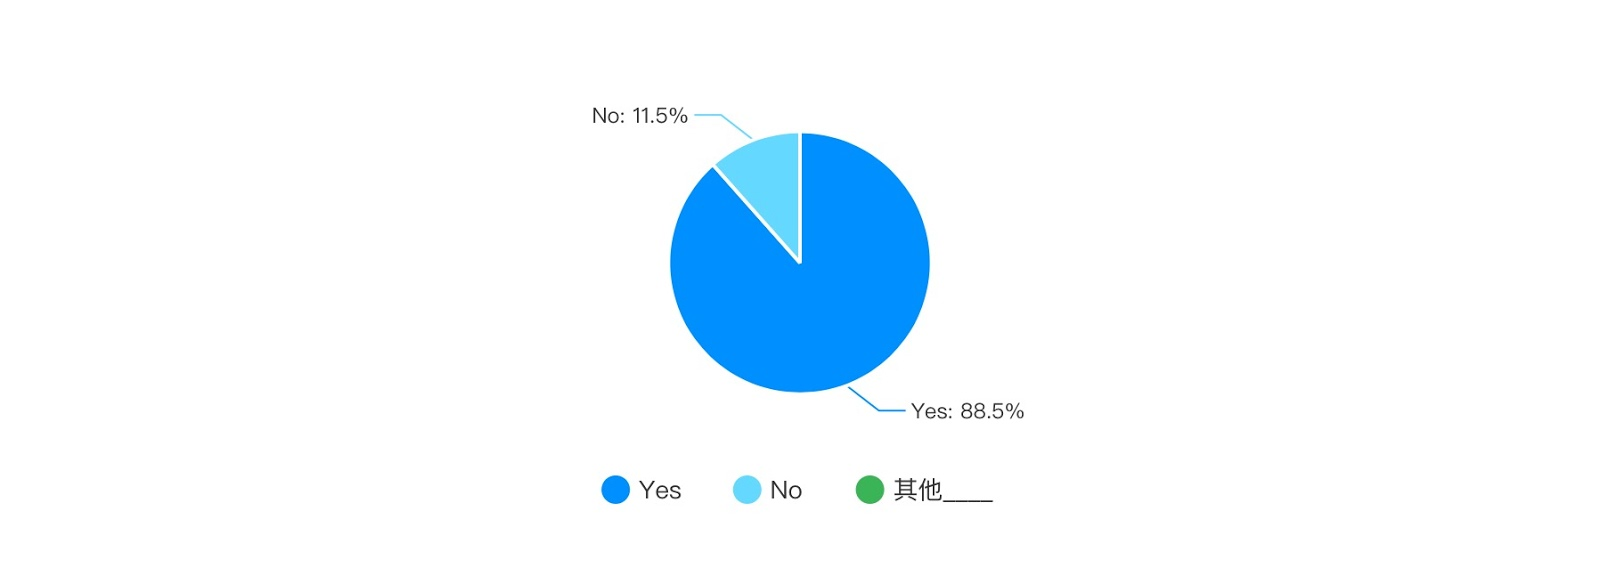 No: 11.5%
Yes: 88.5%
Yes No 其他____